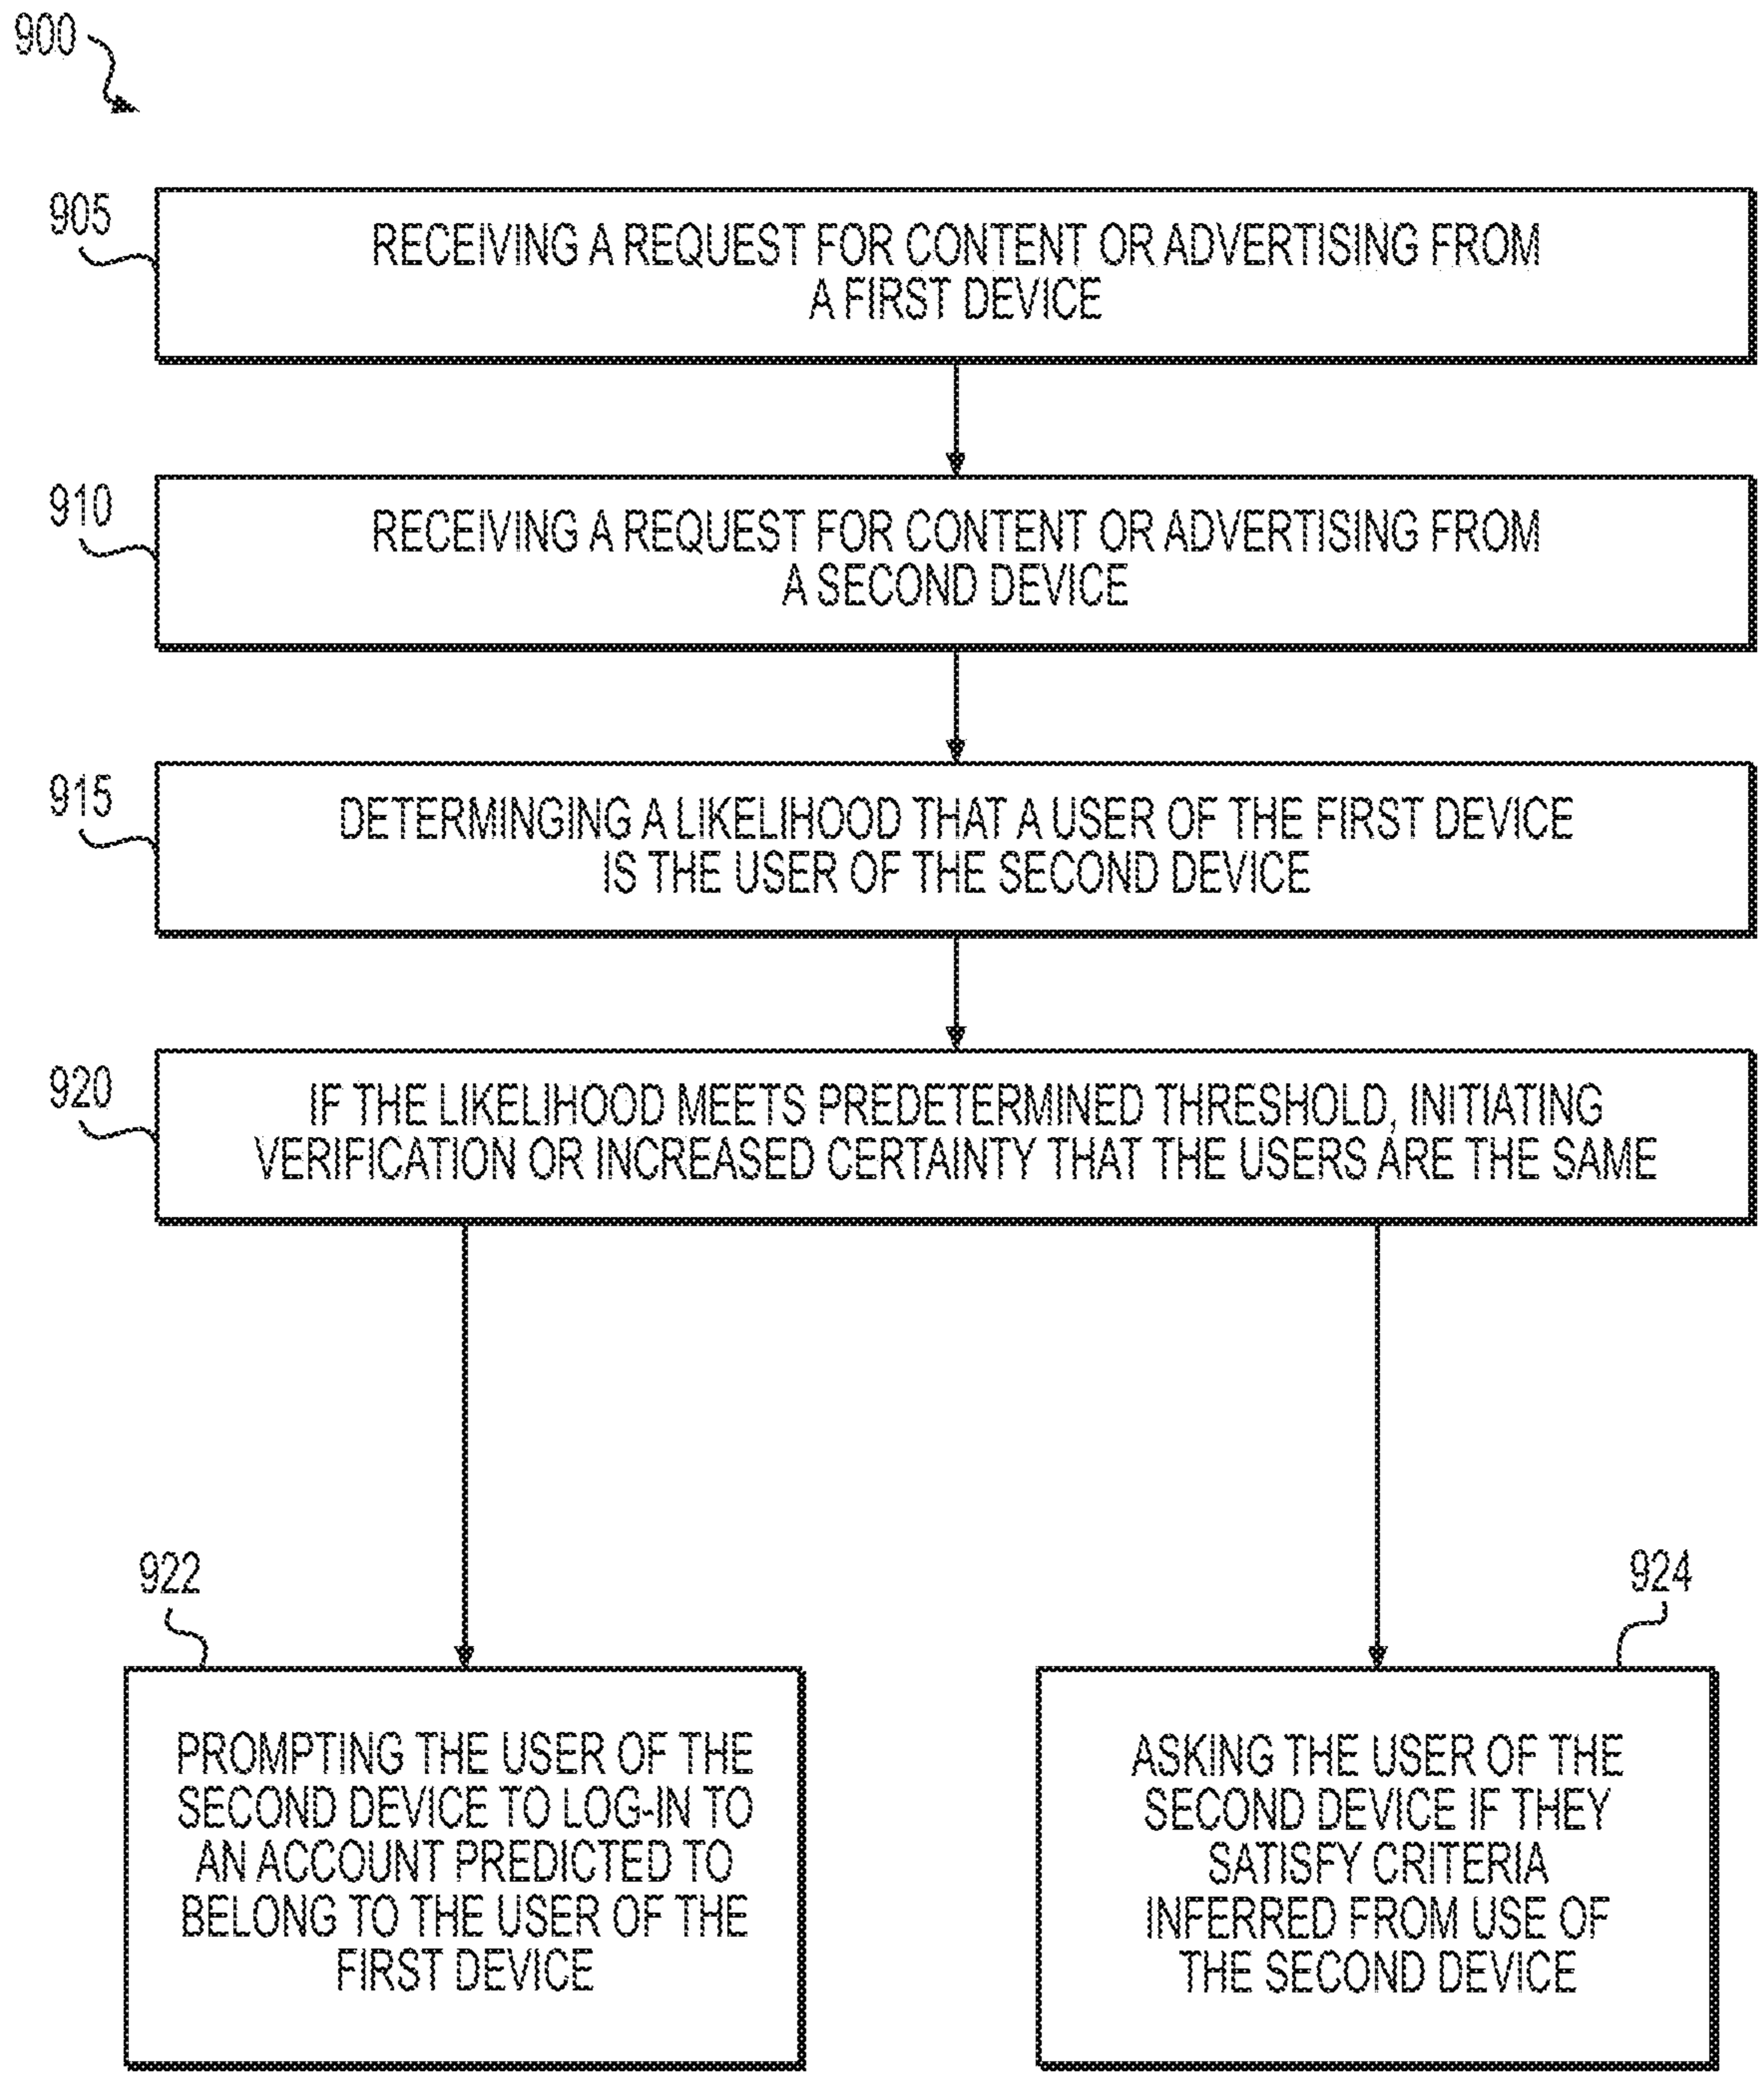 900
905
RECEIVING A REQUEST FOR CONTENT OR ADVERTISING FROM
A FIRST DEVICE
910
RECEIVING A REQUEST FOR CONTENT OR ADVERTISING FROM
A SECOND DEVICE
915
DETERMINGING A LIKELIHOOD THAT A USER OF THE FIRST DEVICE
IS THE USER OF THE SECOND DEVICE
920
IF THE LIKELIHOOD MEETS PREDETERMINED THRESHOLD, INITIATING
VERIFICATION OR INCREASED CERTAINTY THAT THE USERS ARE THE SAME
922
PROMPTING THE USER OF THE
SECOND DEVICE TO LOG-IN TO
AN ACCOUNT PREDICTED TO
BELONG TO THE USER OF THE
FIRST DEVICE
924
ASKING THE USER OF THE
SECOND DEVICE IF THEY
SATISFY CRITERIA
INFERRED FROM USE OF
THE SECOND DEVICE